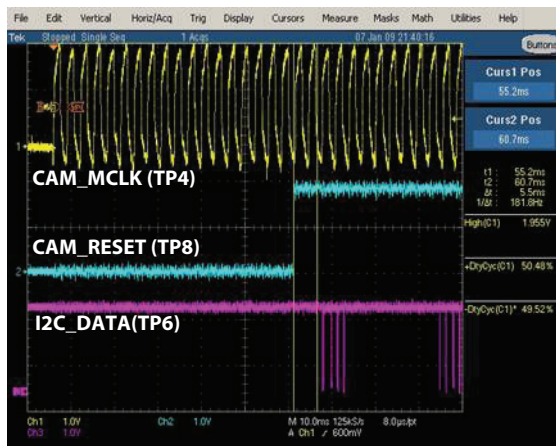 File Edit Vertical Horiz/Acq Trig Display Cursors Measure Masks Math Utilities Help
Tek Stopped Single Seq 1 Acqs 07 Jan 09 21:40:16
Buttons
Curs1 Pos
55.2ms
Curs2 Pos
60.7ms
1
CAM_MCLK (TP4)
t1: 55.2ms
t2: 60.7ms
Δt: 5.5ms
1/Δt: 181.8Hz
High(C1) 1.955V
CAM_RESET (TP8)
2
+DtyCyc(C1) 50.48%
I2C_DATA(TP6)
-DtyCyc(C1)* 49.52%
Ch1 1.0V Ch2 1.0V M 10.0ms 125kS/s 8.0µs/pt
Ch3 1.0V A Ch1 / 600mV